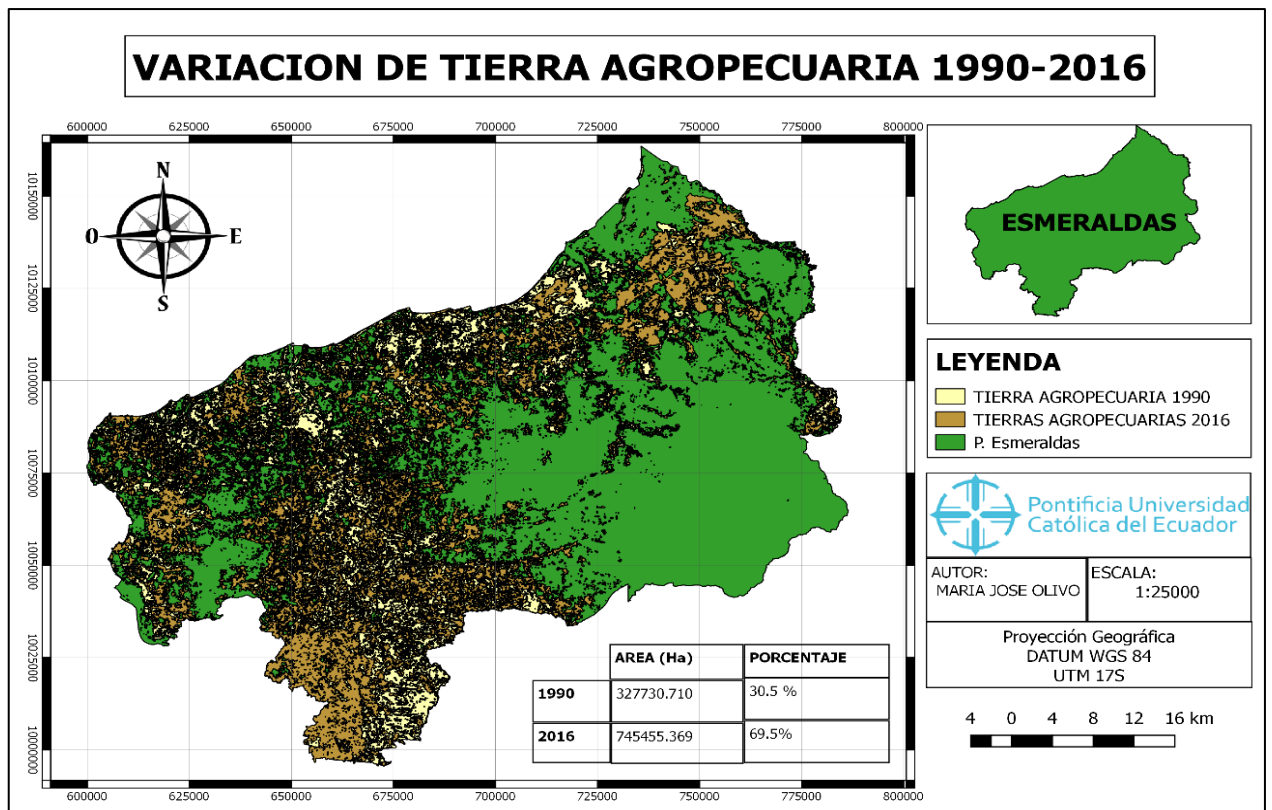 VARIACION DE TIERRA AGROPECUARIA 1990-2016
600000 625000 650000 675000 700000 725000 750000 775000 800000
10150000
10125000
10100000
10075000
10050000
10025000
10000000
N
O
E
S
AREA (Ha) PORCENTAJE
1990 327730.710 30.5 %
2016 745455.369 69.5%
600000 625000 650000 675000 700000 725000 750000 775000 800000
ESMERALDAS
LEYENDA
TIERRA AGROPECUARIA 1990
TIERRAS AGROPECUARIAS 2016
P. Esmeraldas
Pontificia Universidad
Católica del Ecuador
AUTOR:
MARIA JOSE OLIVO
ESCALA:
1:25000
Proyección Geográfica
DATUM WGS 84
UTM 17S
4 0 4 8 12 16 km